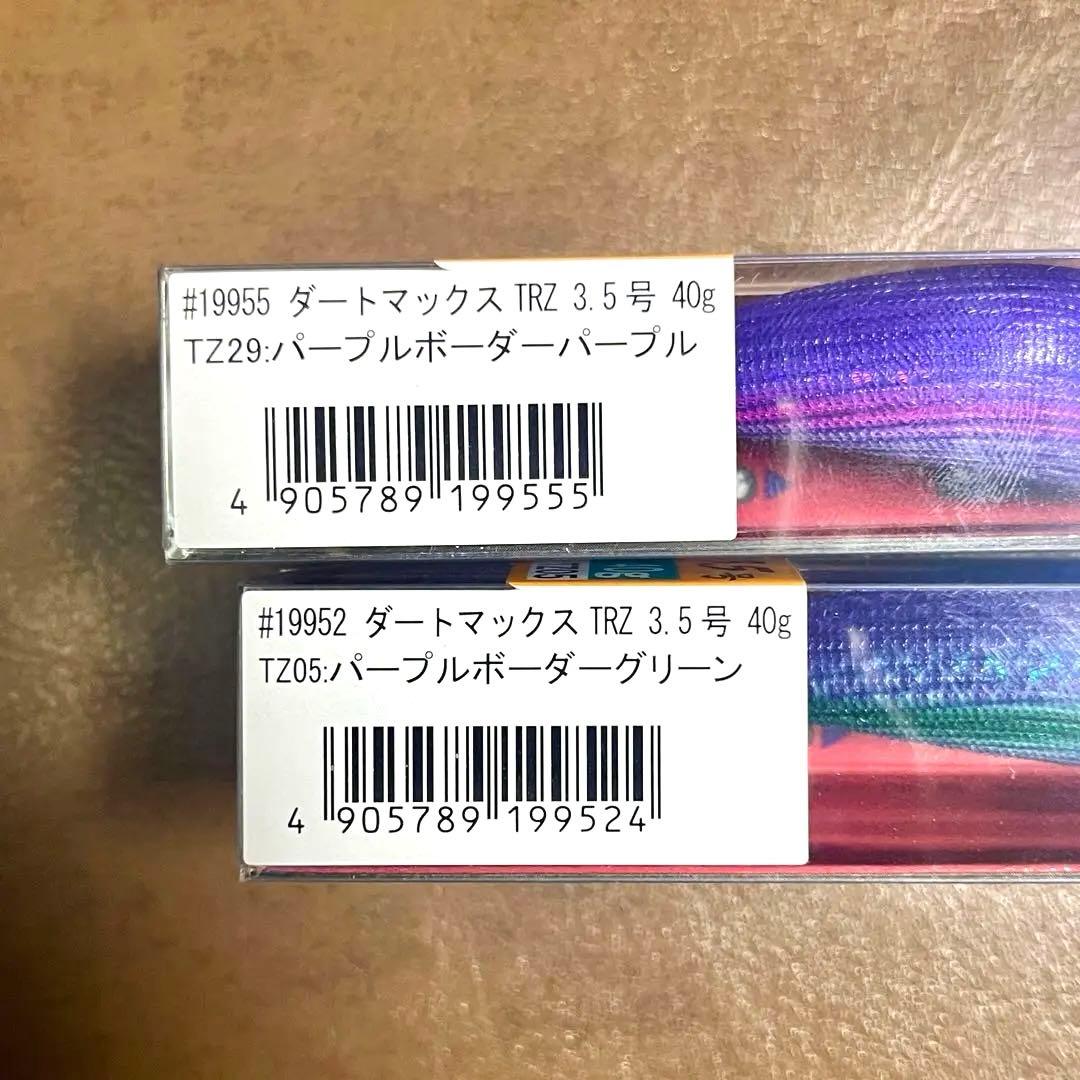 #19955 ダートマックス TRZ 3.5号 40g
TZ29:パープルボーダーパープル
4 905789 199555
#19952 ダートマックス TRZ 3.5号 40g
TZ05:パープルボーダーグリーン
4 905789 199524